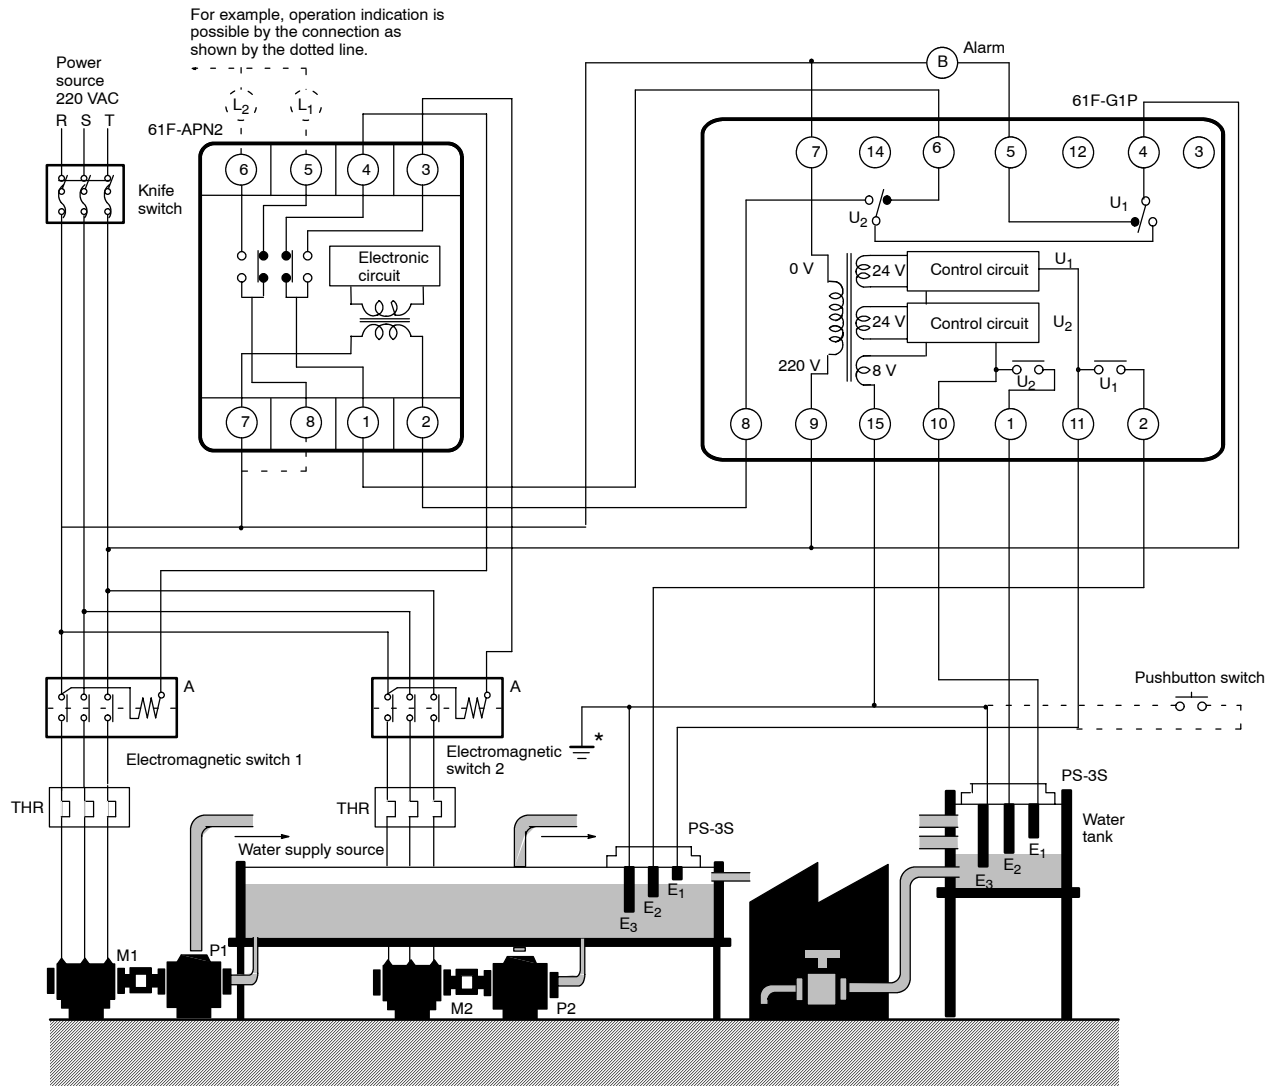 For example, operation indication is
possible by the connection as
shown by the dotted line.
Power
source
220 VAC
R S T
Knife
switch
61F-APN2
L2 L1
6 5 4 3
Electronic
circuit
7 8 1 2
B Alarm
61F-G1P
7 14 6 5 12 4 3
U2
U1
0 V
24 V Control circuit U1
24 V Control circuit U2
220 V
8 V
U2
U1
8 9 15 10 1 11 2
A
Electromagnetic switch 1
A
Electromagnetic
switch 2
*
Pushbutton switch
THR
THR
PS-3S
PS-3S
Water
tank
E1
E2
E3
Water supply source
E1
E2
E3
M1
P1
M2
P2